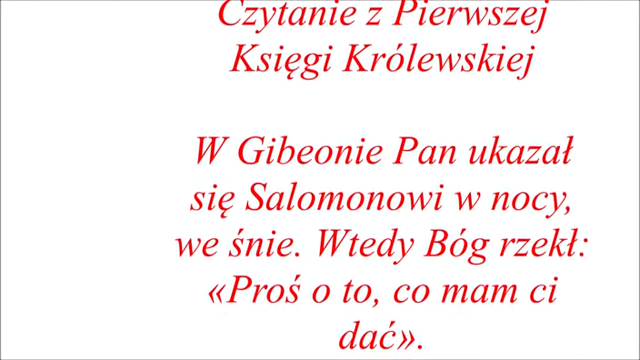 Czytanie z Pierwszej
Księgi Królewskiej
W Gibeonie Pan ukazał
się Salomonowi w nocy,
we śnie. Wtedy Bóg rzekł:
«Proś o to, co mam ci
dać».